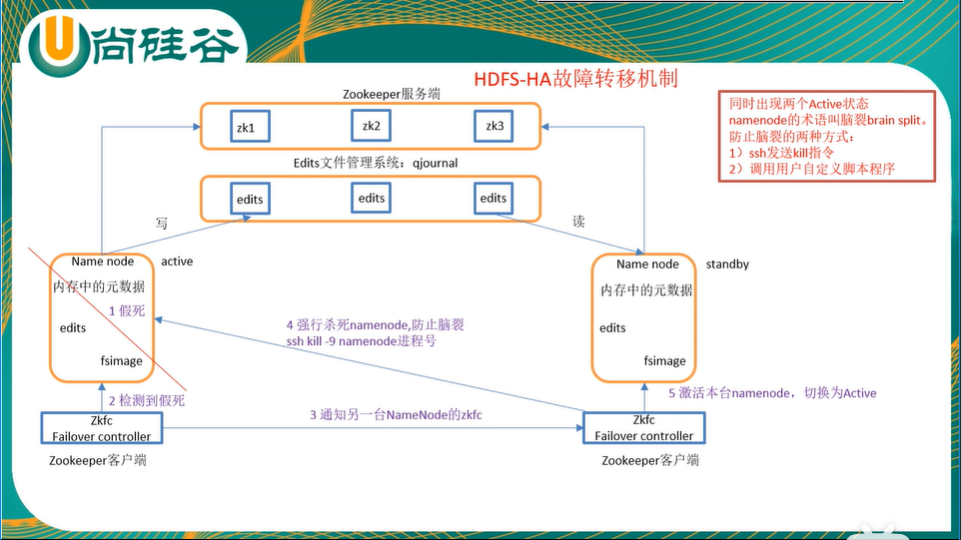 尚硅谷
HDFS-HA故障转移机制
Zookeeper服务端
zk1
zk2
zk3
同时出现两个Active状态
namenode的术语叫脑裂brain split。
防止脑裂的两种方式：
1）ssh发送kill指令
2）调用用户自定义脚本程序
Edits文件管理系统：qjournal
edits
edits
edits
写
读
Name node
active
内存中的元数据
1 假死
edits
fsimage
Name node
standby
内存中的元数据
edits
fsimage
4 强行杀死namenode,防止脑裂
ssh kill -9 namenode进程号
2 检测到假死
3 通知另一台NameNode的zkfc
5 激活本台namenode，切换为Active
Zkfc
Failover controller
Zookeeper客户端
Zkfc
Failover controller
Zookeeper客户端